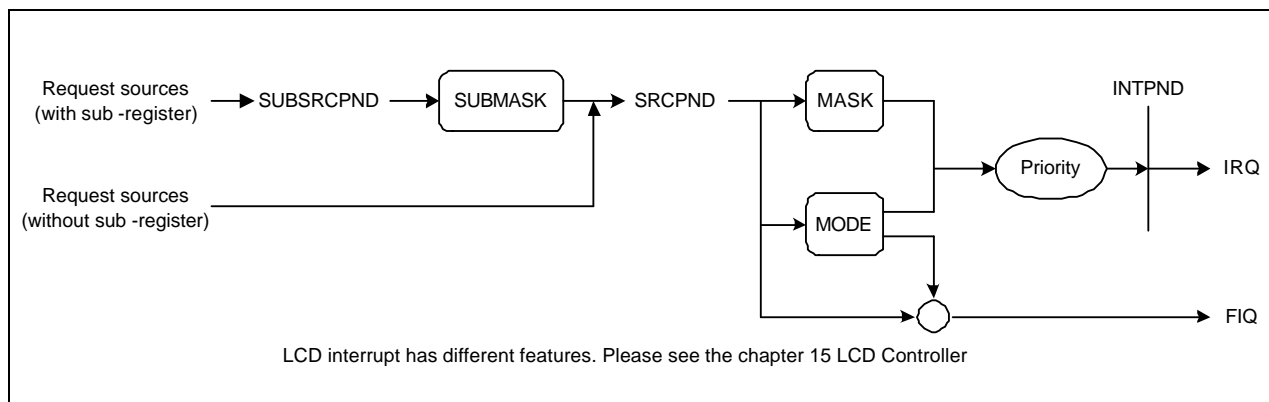 Request sources
(with sub -register)
SUBSRCPND
SUBMASK
SRCPND
MASK
INTPND
Priority
IRQ
Request sources
(without sub -register)
MODE
FIQ
LCD interrupt has different features. Please see the chapter 15 LCD Controller